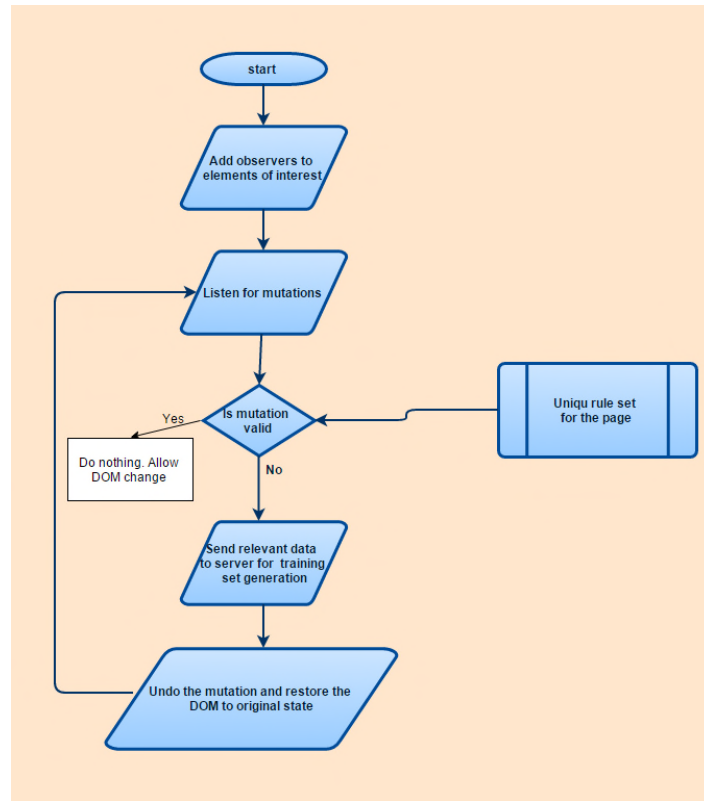 start
Add observers to
elements of interest
Listen for mutations
Is mutation
valid
Yes
Uniqu rule set
for the page
Do nothing. Allow
DOM change
No
Send relevant data
to server for training
set generation
Undo the mutation and restore the
DOM to original state